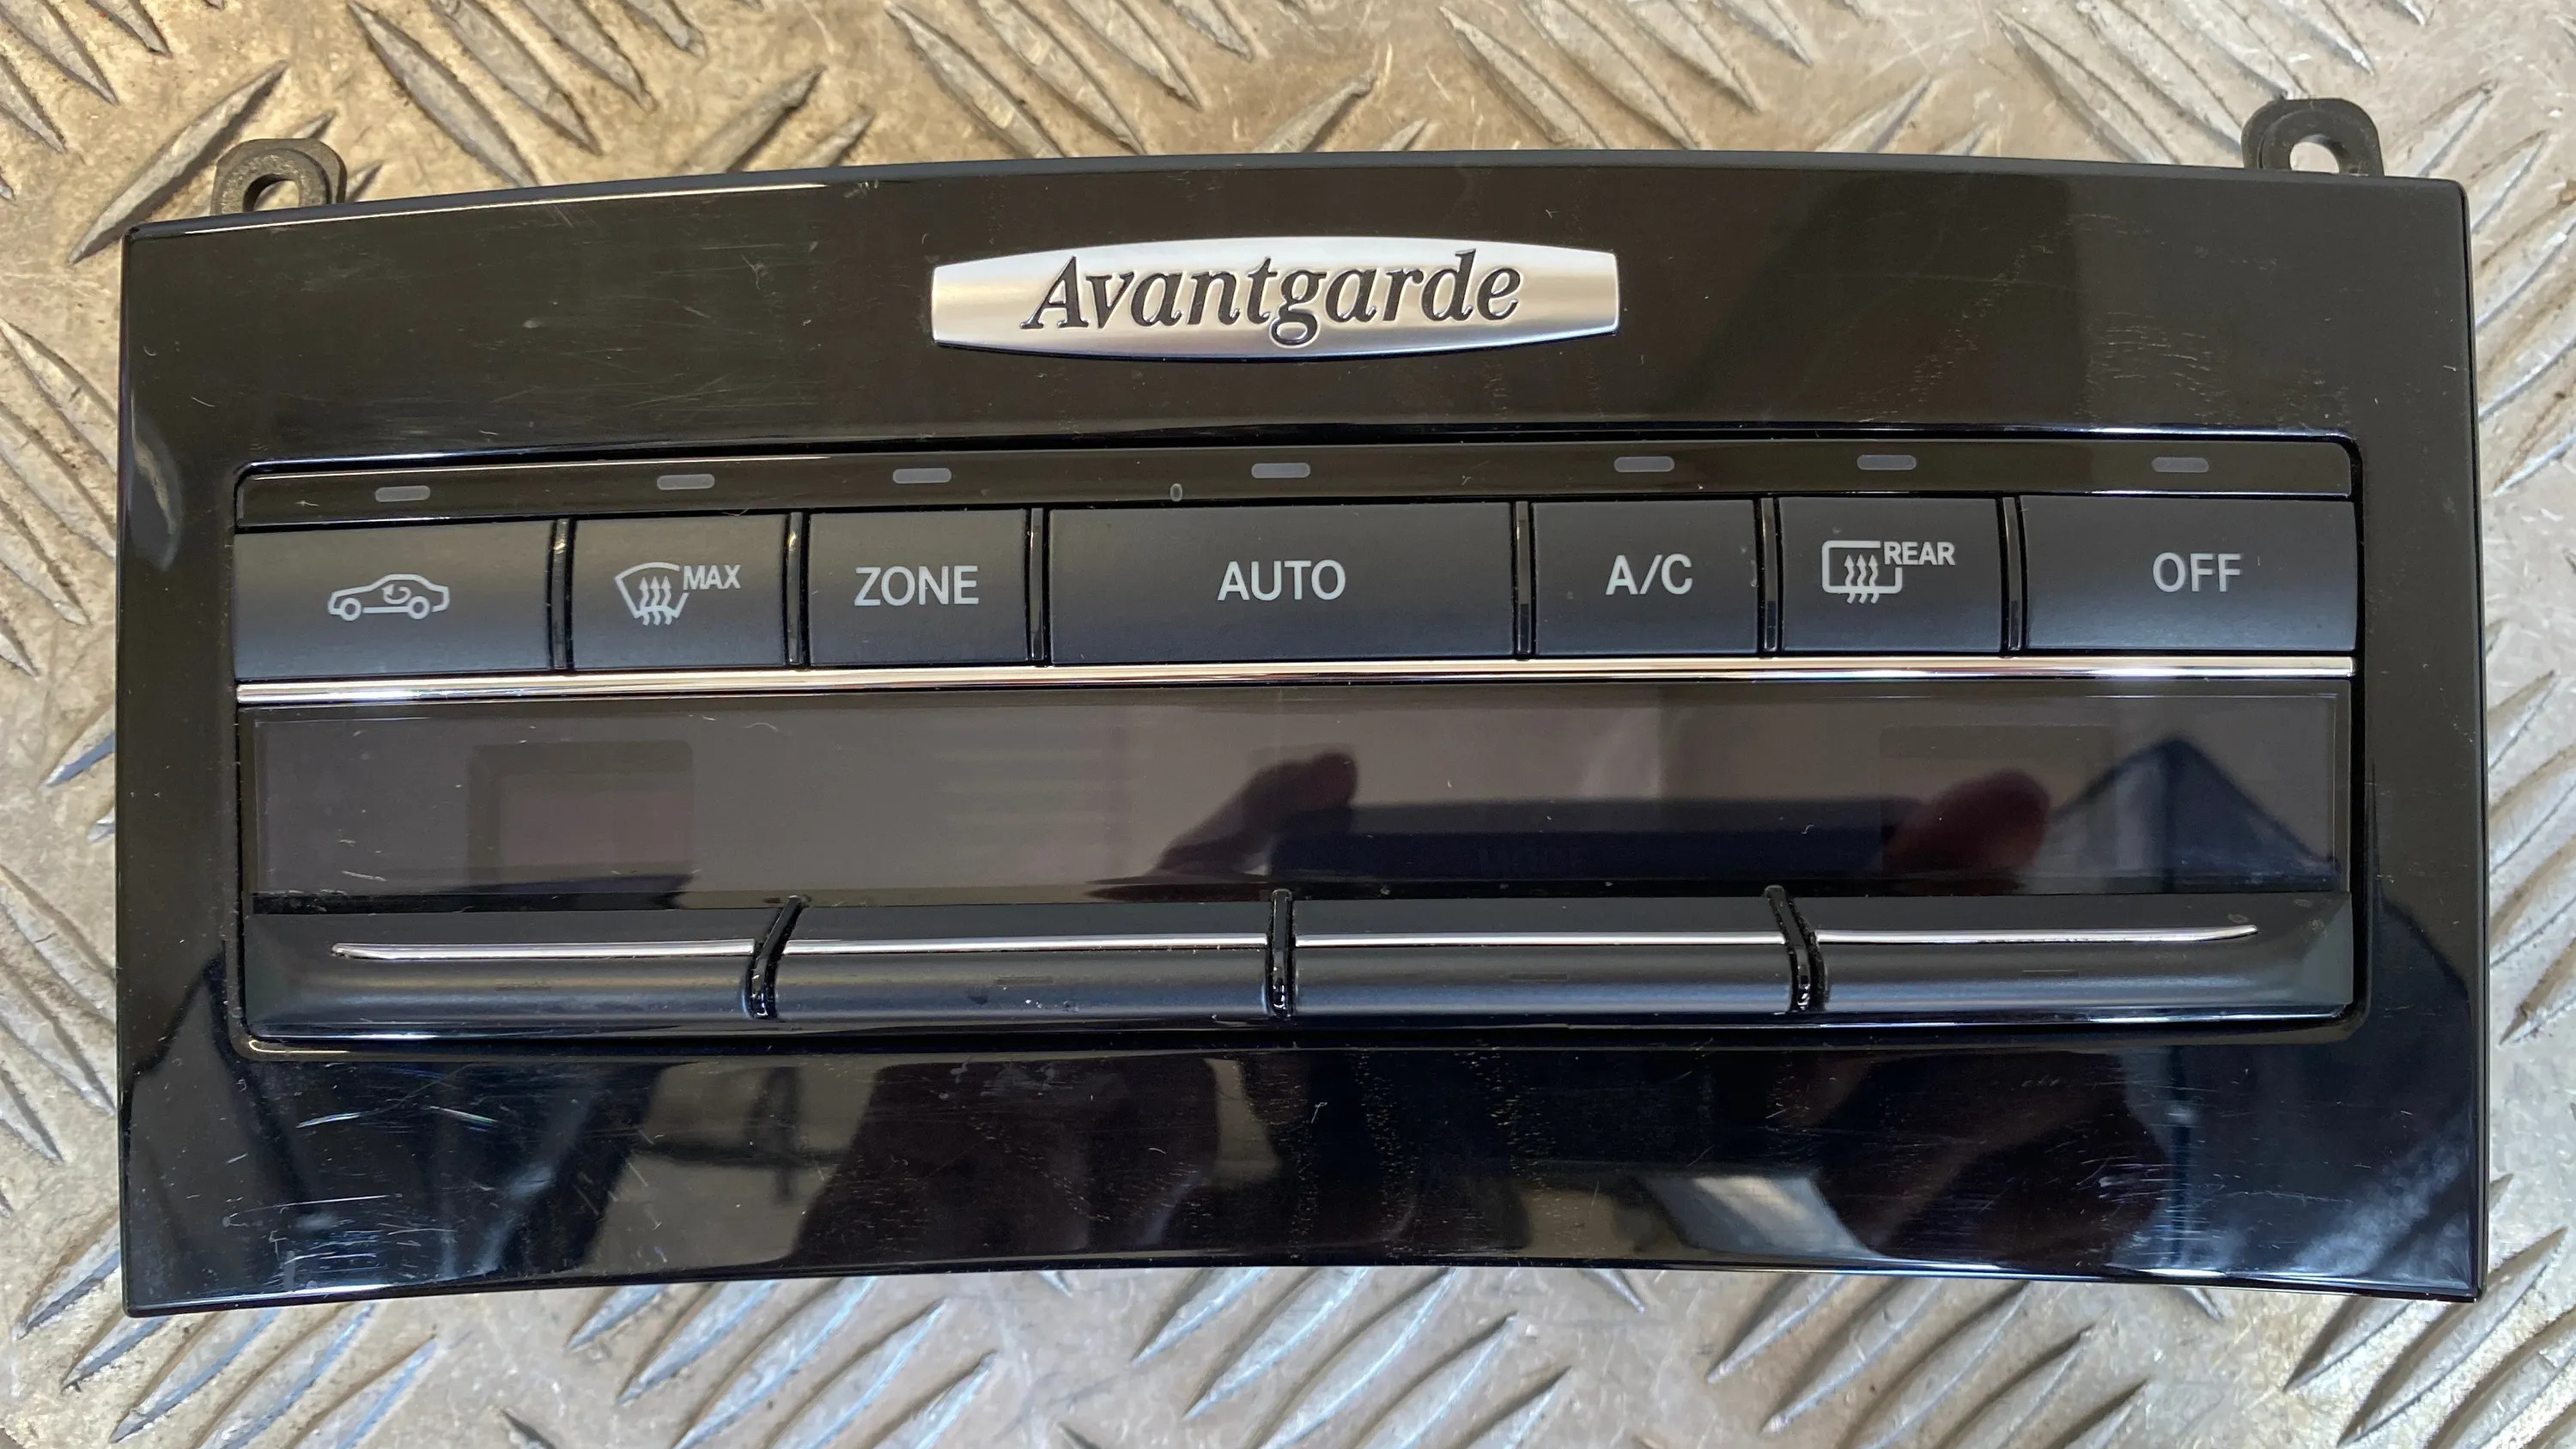 Avantgarde
MAX ZONE AUTO A/C REAR OFF